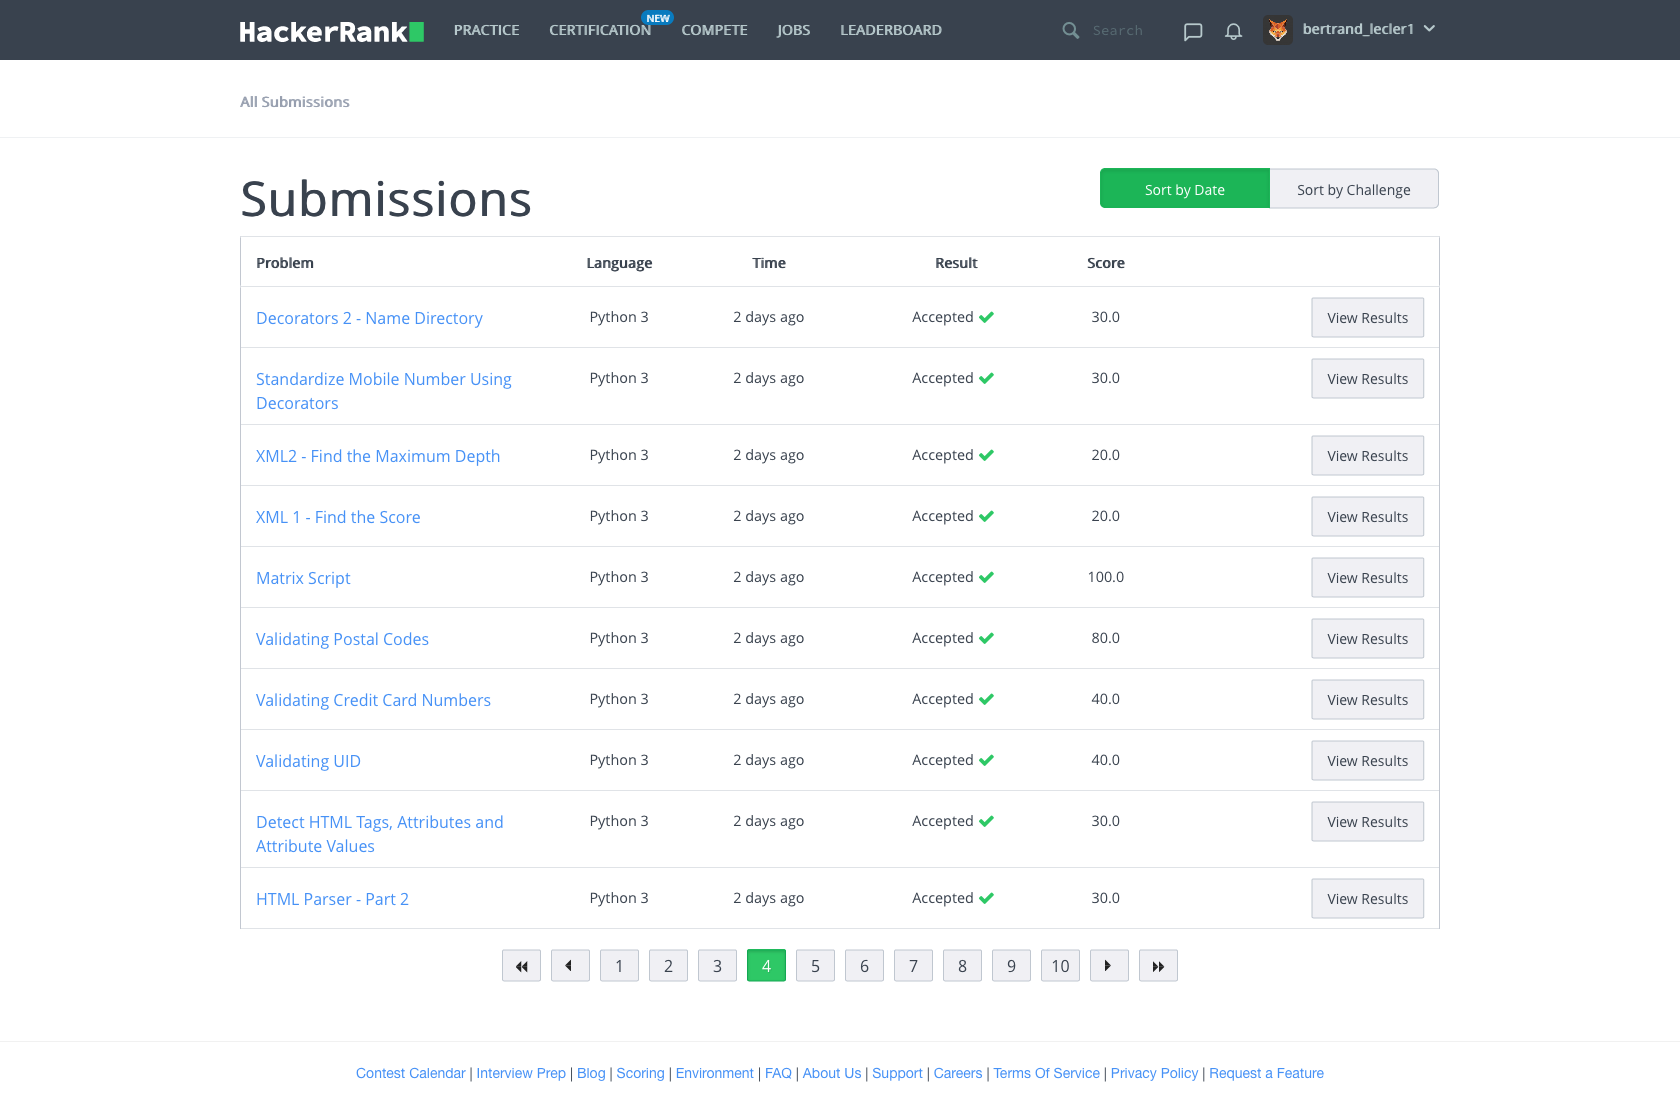 HackerRank PRACTICE CERTIFICATION NEW COMPETE JOBS LEADERBOARD Search bertrand_lecler1
All Submissions
Submissions
Sort by Date Sort by Challenge
Problem Language Time Result Score
Decorators 2 - Name Directory Python 3 2 days ago Accepted 30.0 View Results
Standardize Mobile Number Using Python 3 2 days ago Accepted 30.0 View Results
Decorators
XML2 - Find the Maximum Depth Python 3 2 days ago Accepted 20.0 View Results
XML 1 - Find the Score Python 3 2 days ago Accepted 20.0 View Results
Matrix Script Python 3 2 days ago Accepted 100.0 View Results
Validating Postal Codes Python 3 2 days ago Accepted 80.0 View Results
Validating Credit Card Numbers Python 3 2 days ago Accepted 40.0 View Results
Validating UID Python 3 2 days ago Accepted 40.0 View Results
Detect HTML Tags, Attributes and Python 3 2 days ago Accepted 30.0 View Results
Attribute Values
HTML Parser - Part 2 Python 3 2 days ago Accepted 30.0 View Results
1 2 3 4 5 6 7 8 9 10
Contest Calendar | Interview Prep | Blog | Scoring | Environment | FAQ | About Us | Support | Careers | Terms Of Service | Privacy Policy | Request a Feature